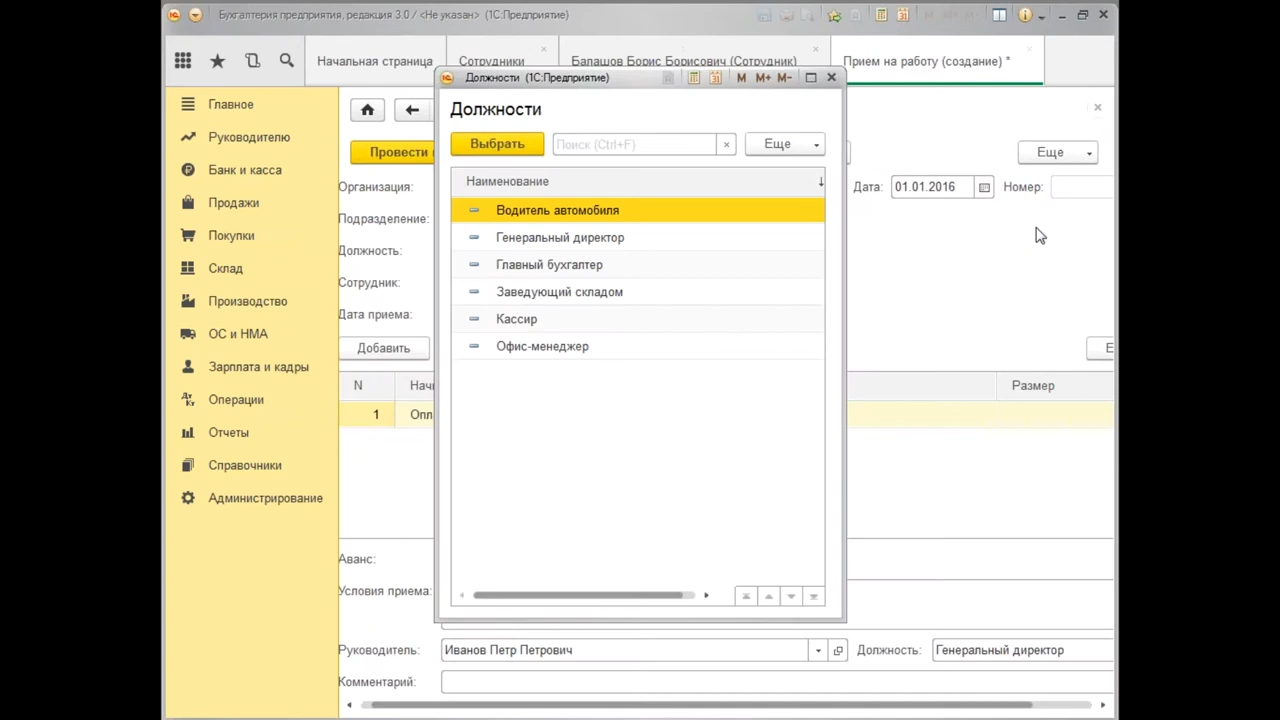 Бухгалтерия предприятия, редакция 3.0 / <Не указан> (1С:Предприятие)
Начальная страница
Сотрудники
Балашов Борис Борисович (Сотрудник)
Прием на работу (создание) *
Должности (1С:Предприятие)
M M+ M-
Главное
Руководителю
Банк и касса
Продажи
Покупки
Склад
Производство
ОС и НМА
Зарплата и кадры
Операции
Отчеты
Справочники
Администрирование
Должности
Выбрать
Поиск (Ctrl+F)
Еще
Наименование
Водитель автомобиля
Генеральный директор
Главный бухгалтер
Заведующий складом
Кассир
Офис-менеджер
Провести
Еще
Организация:
Дата: 01.01.2016
Номер:
Подразделение:
Должность:
Сотрудник:
Дата приема:
Добавить
Е
N
Начи
Размер
1
Опл
Аванс:
Условия приема:
Руководитель: Иванов Петр Петрович
Должность: Генеральный директор
Комментарий: